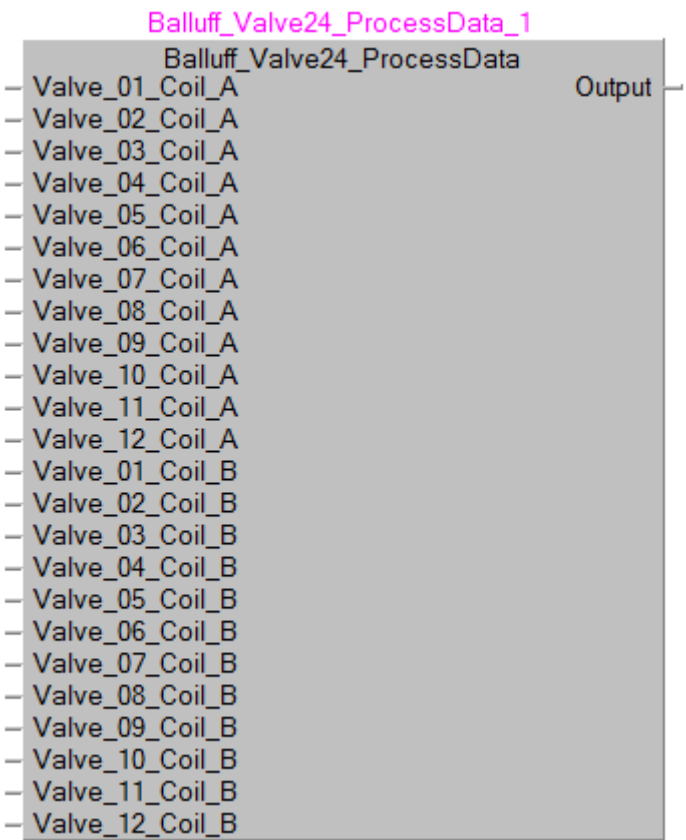 Balluff_Valve24_ProcessData_1
Balluff_Valve24_ProcessData
Valve_01_Coil_A Output
Valve_02_Coil_A
Valve_03_Coil_A
Valve_04_Coil_A
Valve_05_Coil_A
Valve_06_Coil_A
Valve_07_Coil_A
Valve_08_Coil_A
Valve_09_Coil_A
Valve_10_Coil_A
Valve_11_Coil_A
Valve_12_Coil_A
Valve_01_Coil_B
Valve_02_Coil_B
Valve_03_Coil_B
Valve_04_Coil_B
Valve_05_Coil_B
Valve_06_Coil_B
Valve_07_Coil_B
Valve_08_Coil_B
Valve_09_Coil_B
Valve_10_Coil_B
Valve_11_Coil_B
Valve_12_Coil_B